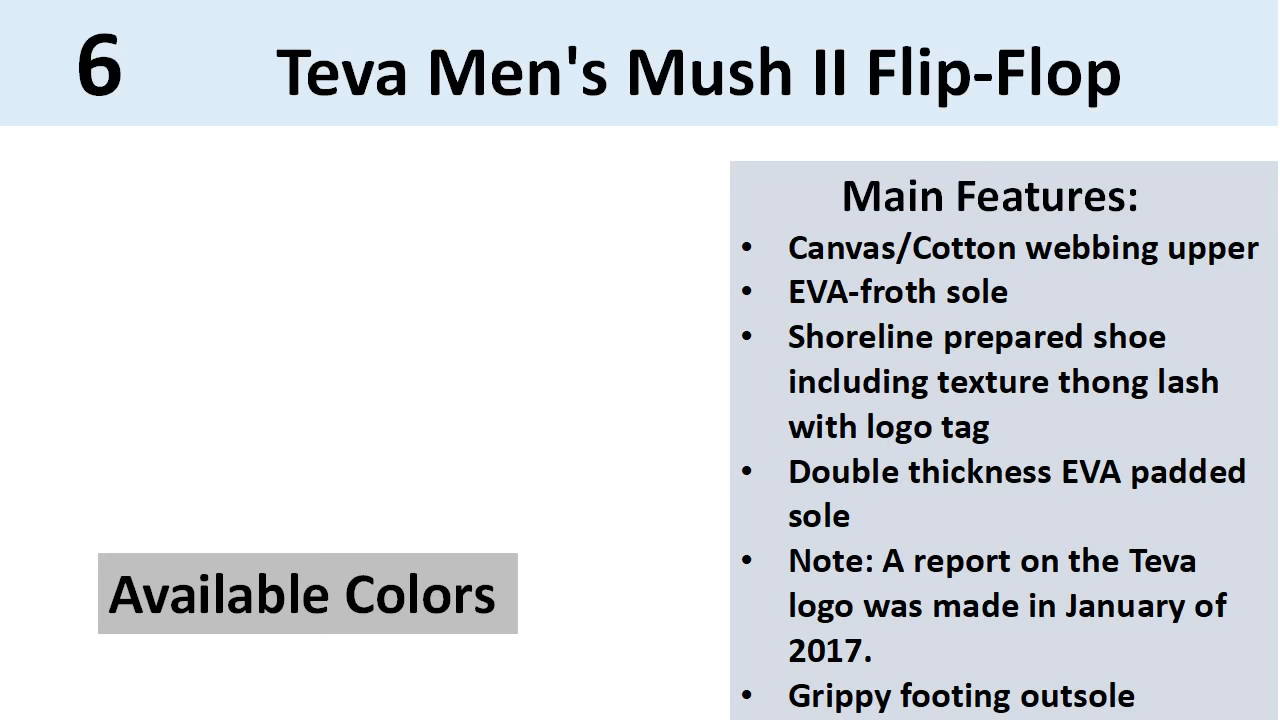 6 Teva Men's Mush II Flip-Flop
Main Features:
• Canvas/Cotton webbing upper
• EVA-froth sole
• Shoreline prepared shoe
including texture thong lash
with logo tag
• Double thickness EVA padded
sole
• Note: A report on the Teva
logo was made in January of
2017.
• Grippy footing outsole
Available Colors